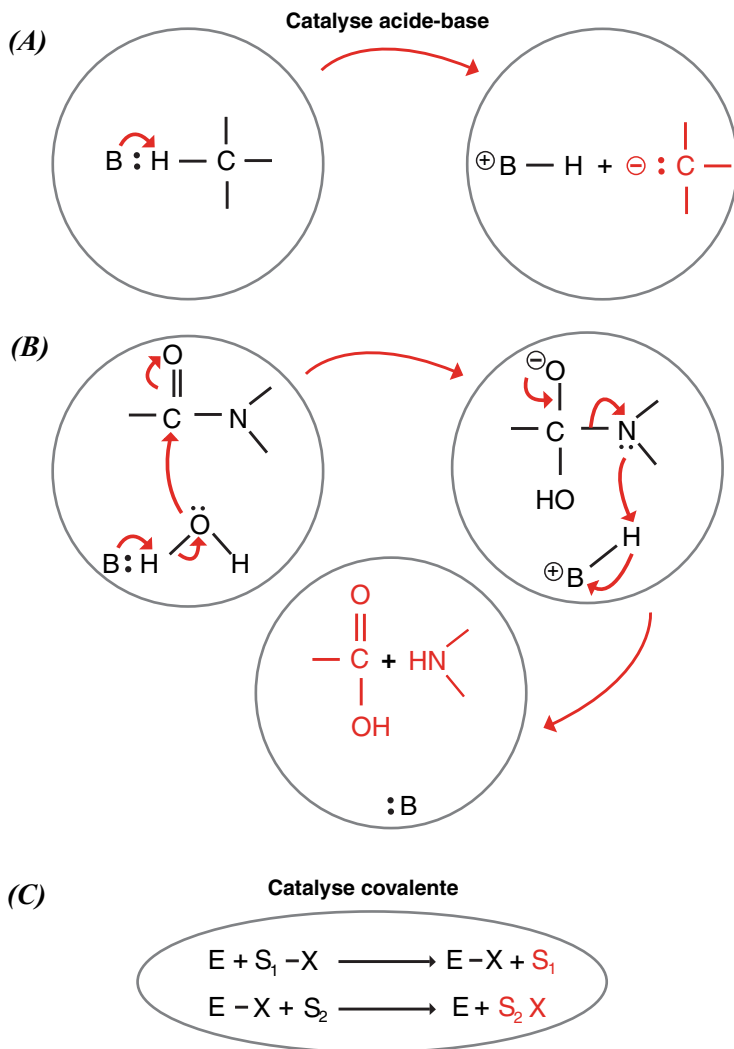 (A)
Catalyse acide-base
B : H — C —
⊕B — H + ⊖ : C —
(B)
O
— C — N
O
B : H H
⊖O
— C — N
HO
H
⊕B
O
— C + HN
OH
: B
(C)
Catalyse covalente
E + S₁ – X ⟶ E – X + S₁
E – X + S₂ ⟶ E + S₂ X